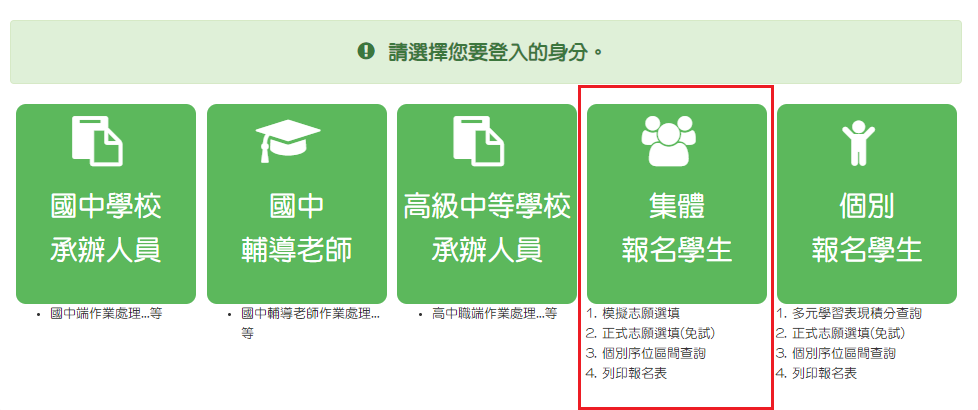 請選擇您要登入的身分。
國中學校
承辦人員
• 國中端作業處理...等
國中
輔導老師
• 國中輔導老師作業處理...
等
高級中等學校
承辦人員
• 高中職端作業處理...等
集體
報名學生
1. 模擬志願選填
2. 正式志願選填(免試)
3. 個別序位區間查詢
4. 列印報名表
個別
報名學生
1. 多元學習表現積分查詢
2. 正式志願選填(免試)
3. 個別序位區間查詢
4. 列印報名表